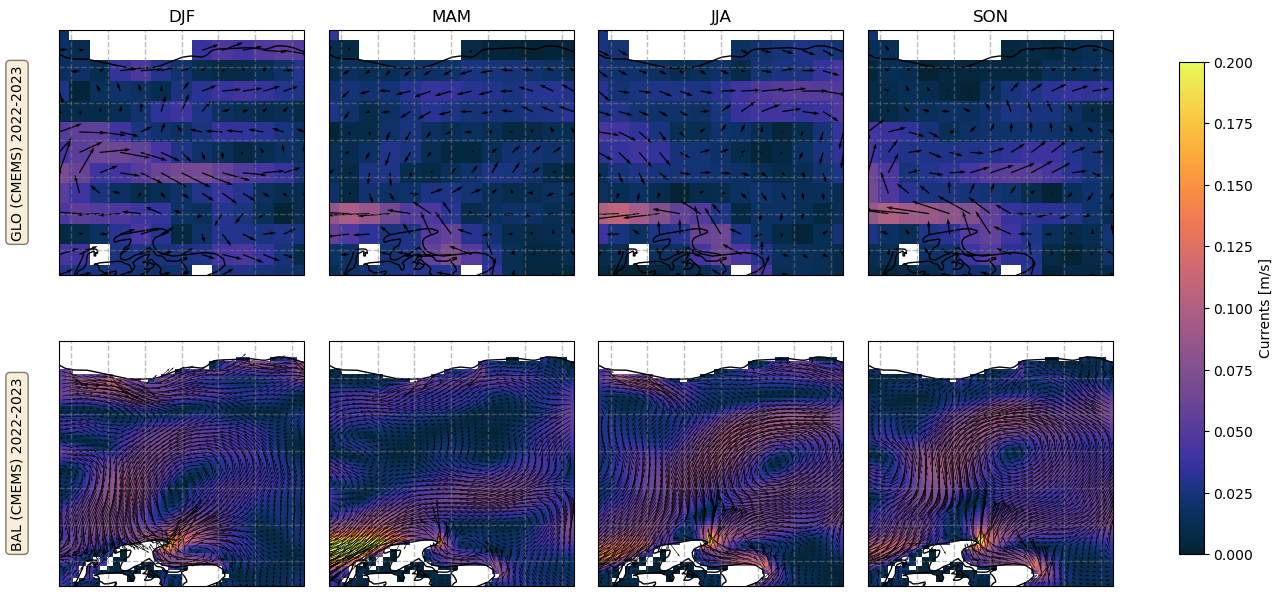 DJF
MAM
JJA
SON
GLO (CMEMS) 2022-2023
BAL (CMEMS) 2022-2023
0.200
0.175
0.150
0.125
0.100
0.075
0.050
0.025
0.000
Currents [m/s]